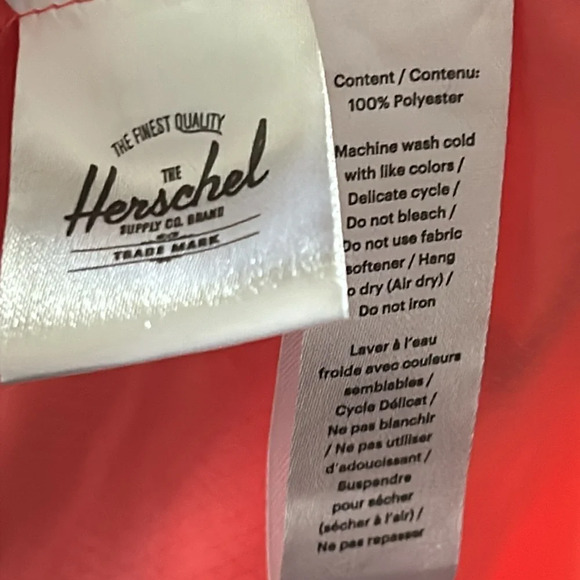 THE FINEST QUALITY
THE
Herschel
SUPPLY CO. BRAND
TRADE MARK
Content / Contenu:
100% Polyester
Machine wash cold
with like colors /
Delicate cycle /
Do not bleach /
Do not use fabric
softener / Hang
o dry (Air dry) /
Do not iron
Laver à l'eau
froide avec couleurs
semblables /
Cycle Délicat /
Ne pas blanchir
/ Ne pas utiliser
d'adoucissant /
Suspendre
pour sécher
(sécher à l'air) /
Ne pas repasser